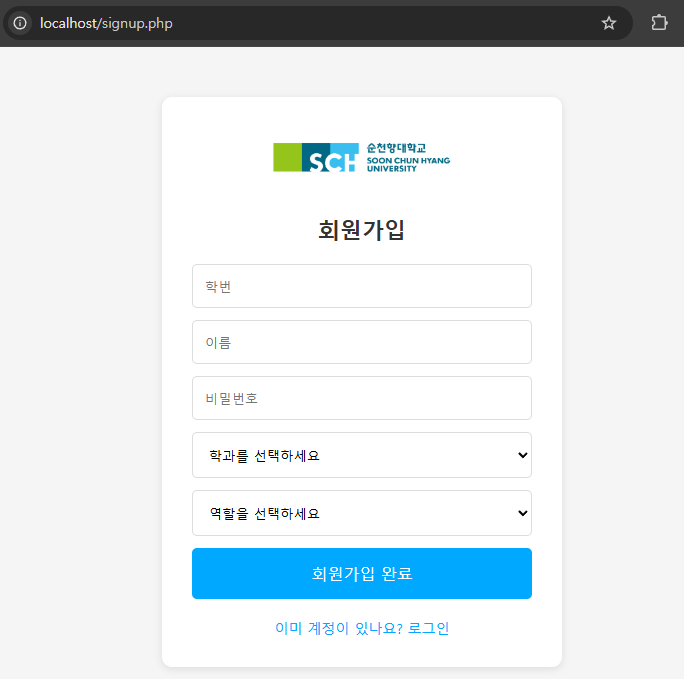 localhost/signup.php
SCH
순천향대학교
SOON CHUN HYANG
UNIVERSITY
회원가입
학번
이름
비밀번호
학과를 선택하세요
역할을 선택하세요
회원가입 완료
이미 계정이 있나요? 로그인